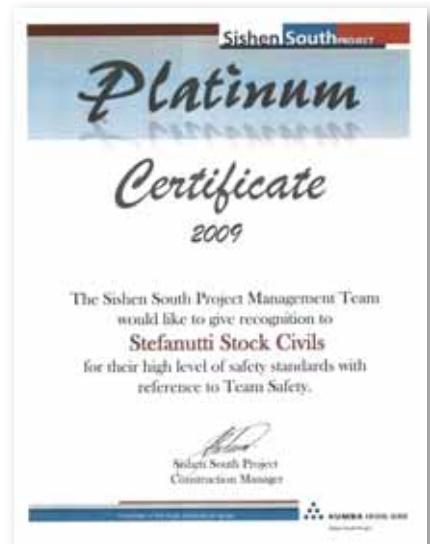 Sishen South PROJECT
Platinum
Certificate
2009
The Sishen South Project Management Team
would like to give recognition to
Stefanutti Stock Civils
for their high level of safety standards with
reference to Team Safety.
Sishen South Project
Construction Manager
KUMBA IRON ORE